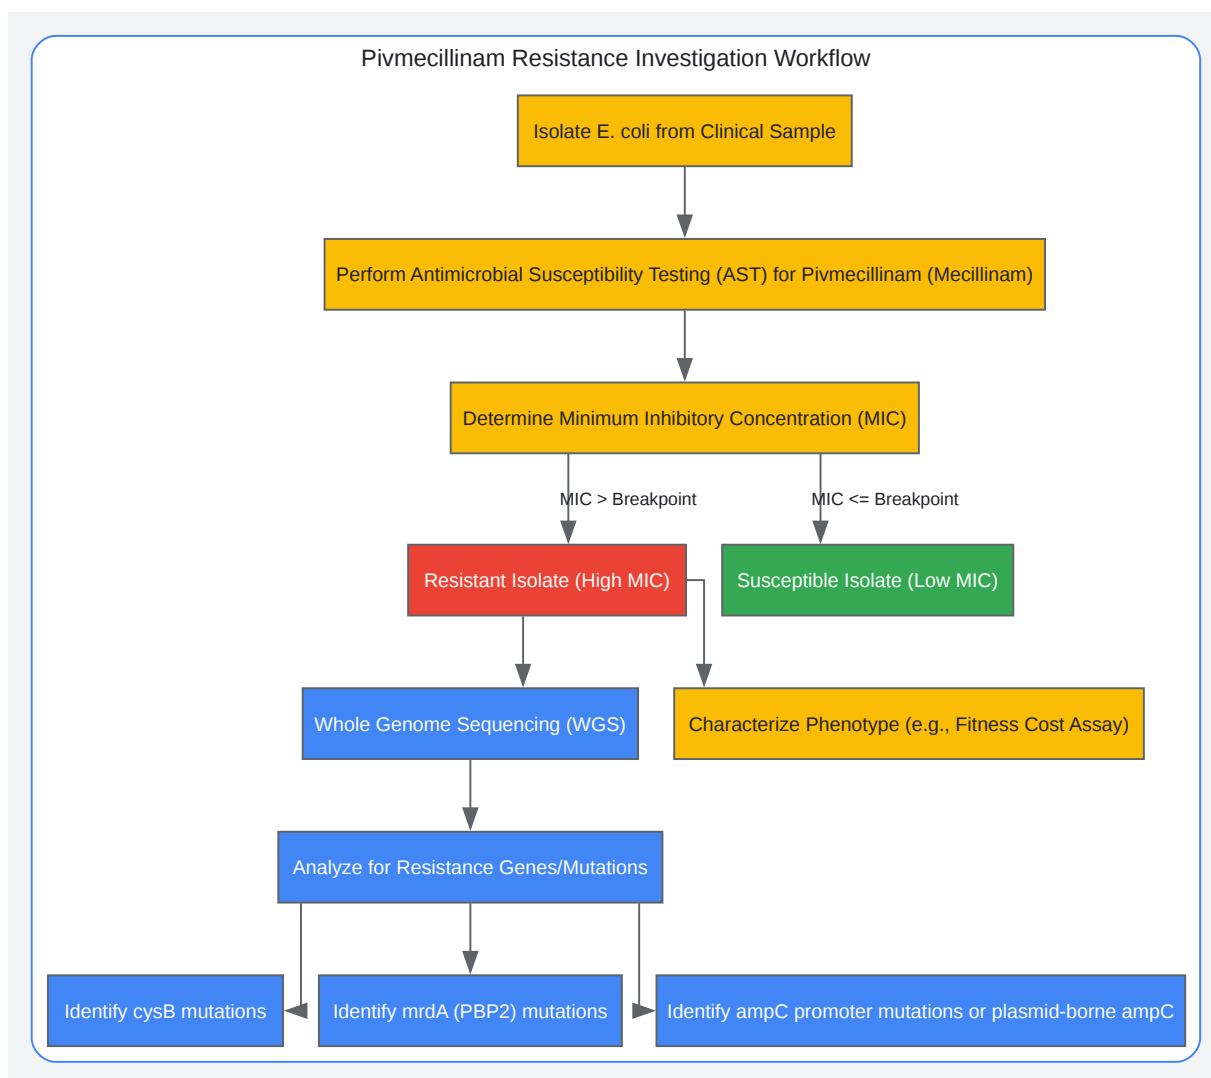 Pivmecillinam Resistance Investigation Workflow
Isolate E. coli from Clinical Sample
Perform Antimicrobial Susceptibility Testing (AST) for Pivmecillinam (Mecillinam)
Determine Minimum Inhibitory Concentration (MIC)
MIC > Breakpoint
MIC <= Breakpoint
Resistant Isolate (High MIC)
Susceptible Isolate (Low MIC)
Whole Genome Sequencing (WGS)
Characterize Phenotype (e.g., Fitness Cost Assay)
Analyze for Resistance Genes/Mutations
Identify cysB mutations
Identify mrdA (PBP2) mutations
Identify ampC promoter mutations or plasmid-borne ampC